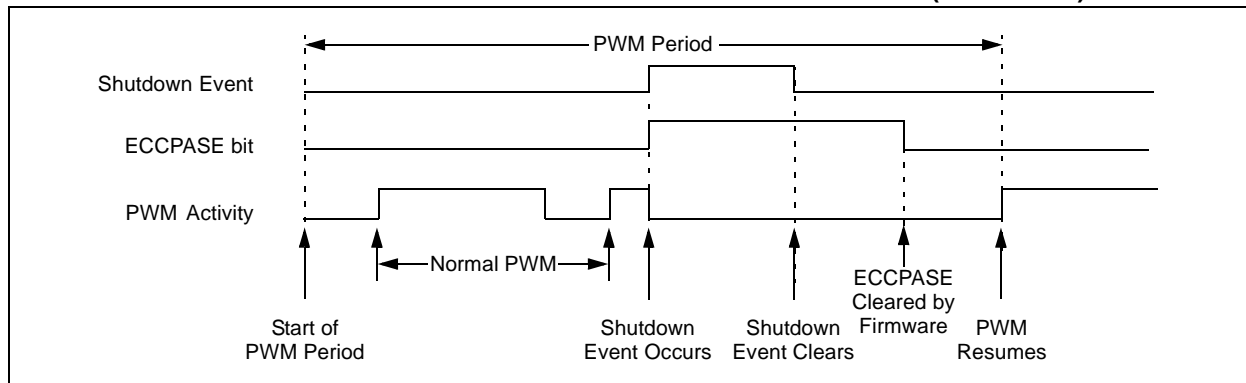 PWM Period
Shutdown Event
ECCPASE bit
PWM Activity
Normal PWM
Start of
PWM Period
Shutdown
Event Occurs
Shutdown
Event Clears
ECCPASE
Cleared by
Firmware
PWM
Resumes